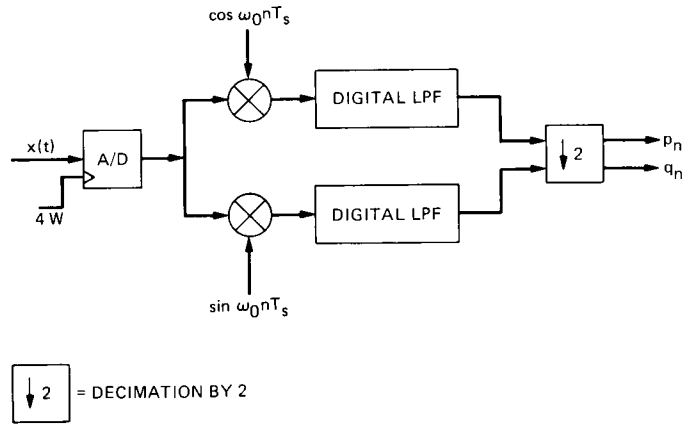 cos ω₀nTₛ
DIGITAL LPF
x(t)
A/D
4 W
↓ 2
pₙ
qₙ
DIGITAL LPF
sin ω₀nTₛ
↓ 2 = DECIMATION BY 2